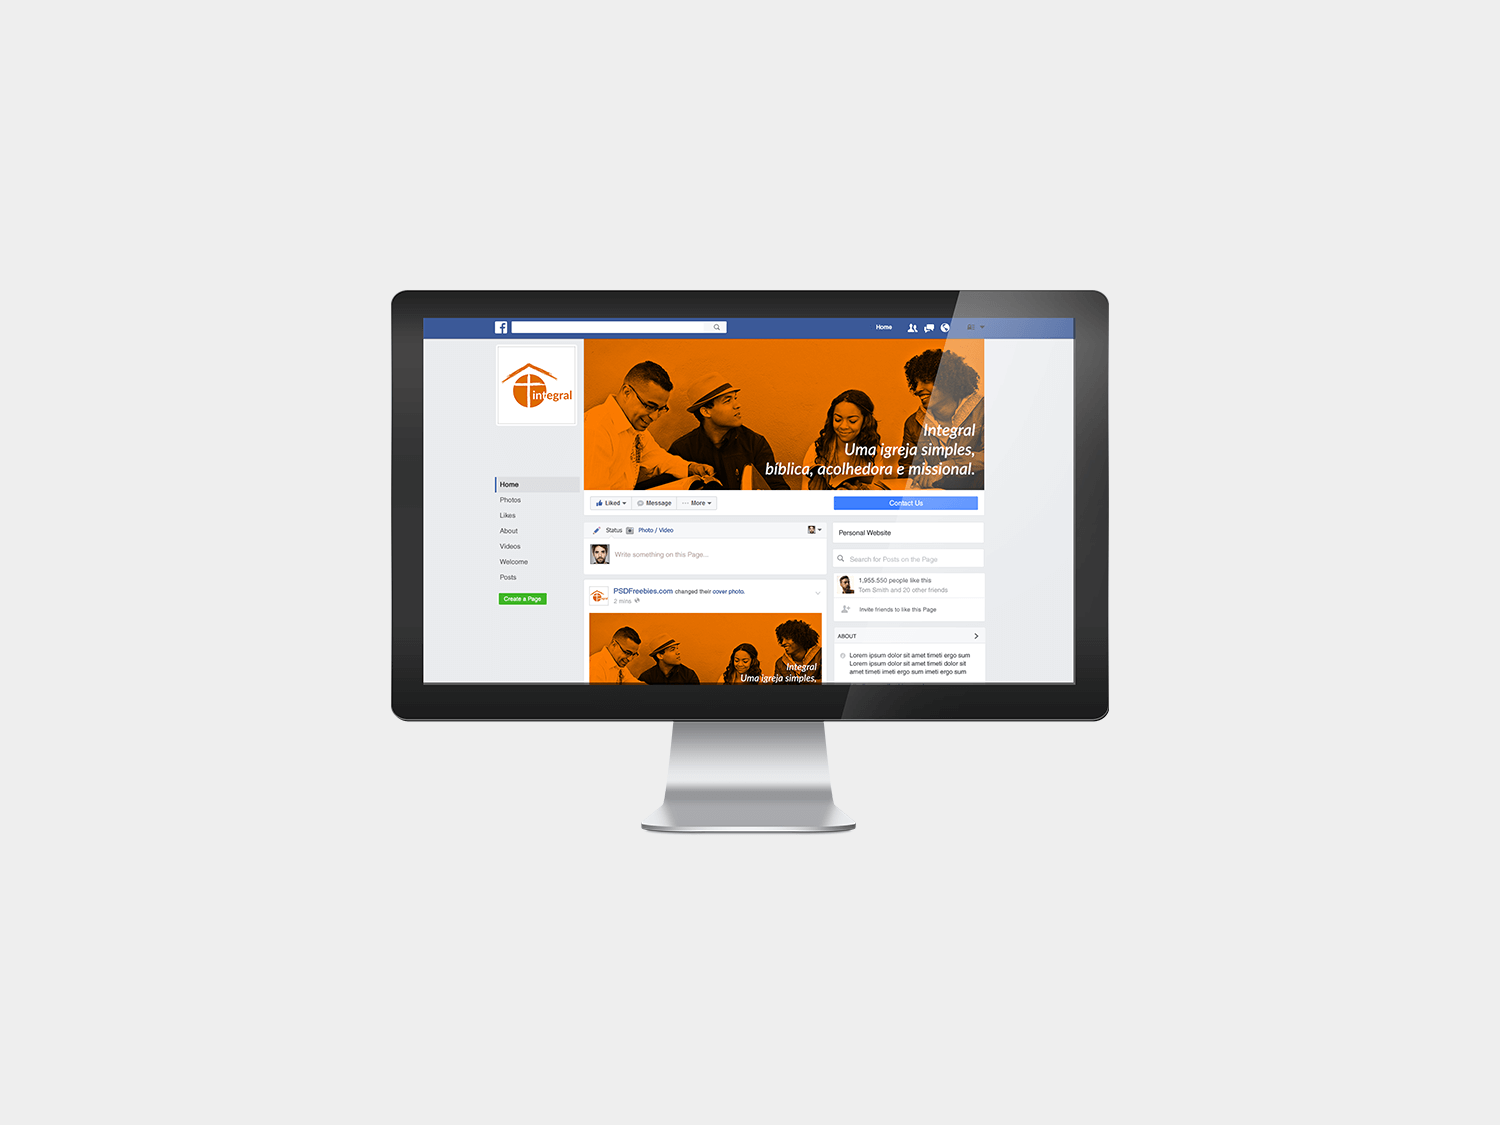 Home
integral
Integral
Uma igreja simples,
bíblica, acolhedora e missional.
Home
Photos
Likes
About
Videos
Welcome
Posts
Create a Page
Liked
Message
More
Contact Us
Status
Photo / Video
Write something on this Page...
PSDFreebies.com changed their cover photo.
2 mins
Integral
Uma igreja simples,
Personal Website
Search for Posts on the Page
1,955,550 people like this
Tom Smith and 20 other friends
Invite friends to like this Page
ABOUT
Lorem ipsum dolor sit amet timeti ergo sum
Lorem ipsum dolor sit amet timeti dolor sit
amet timeti imeti ergo sum imeti ergo sum